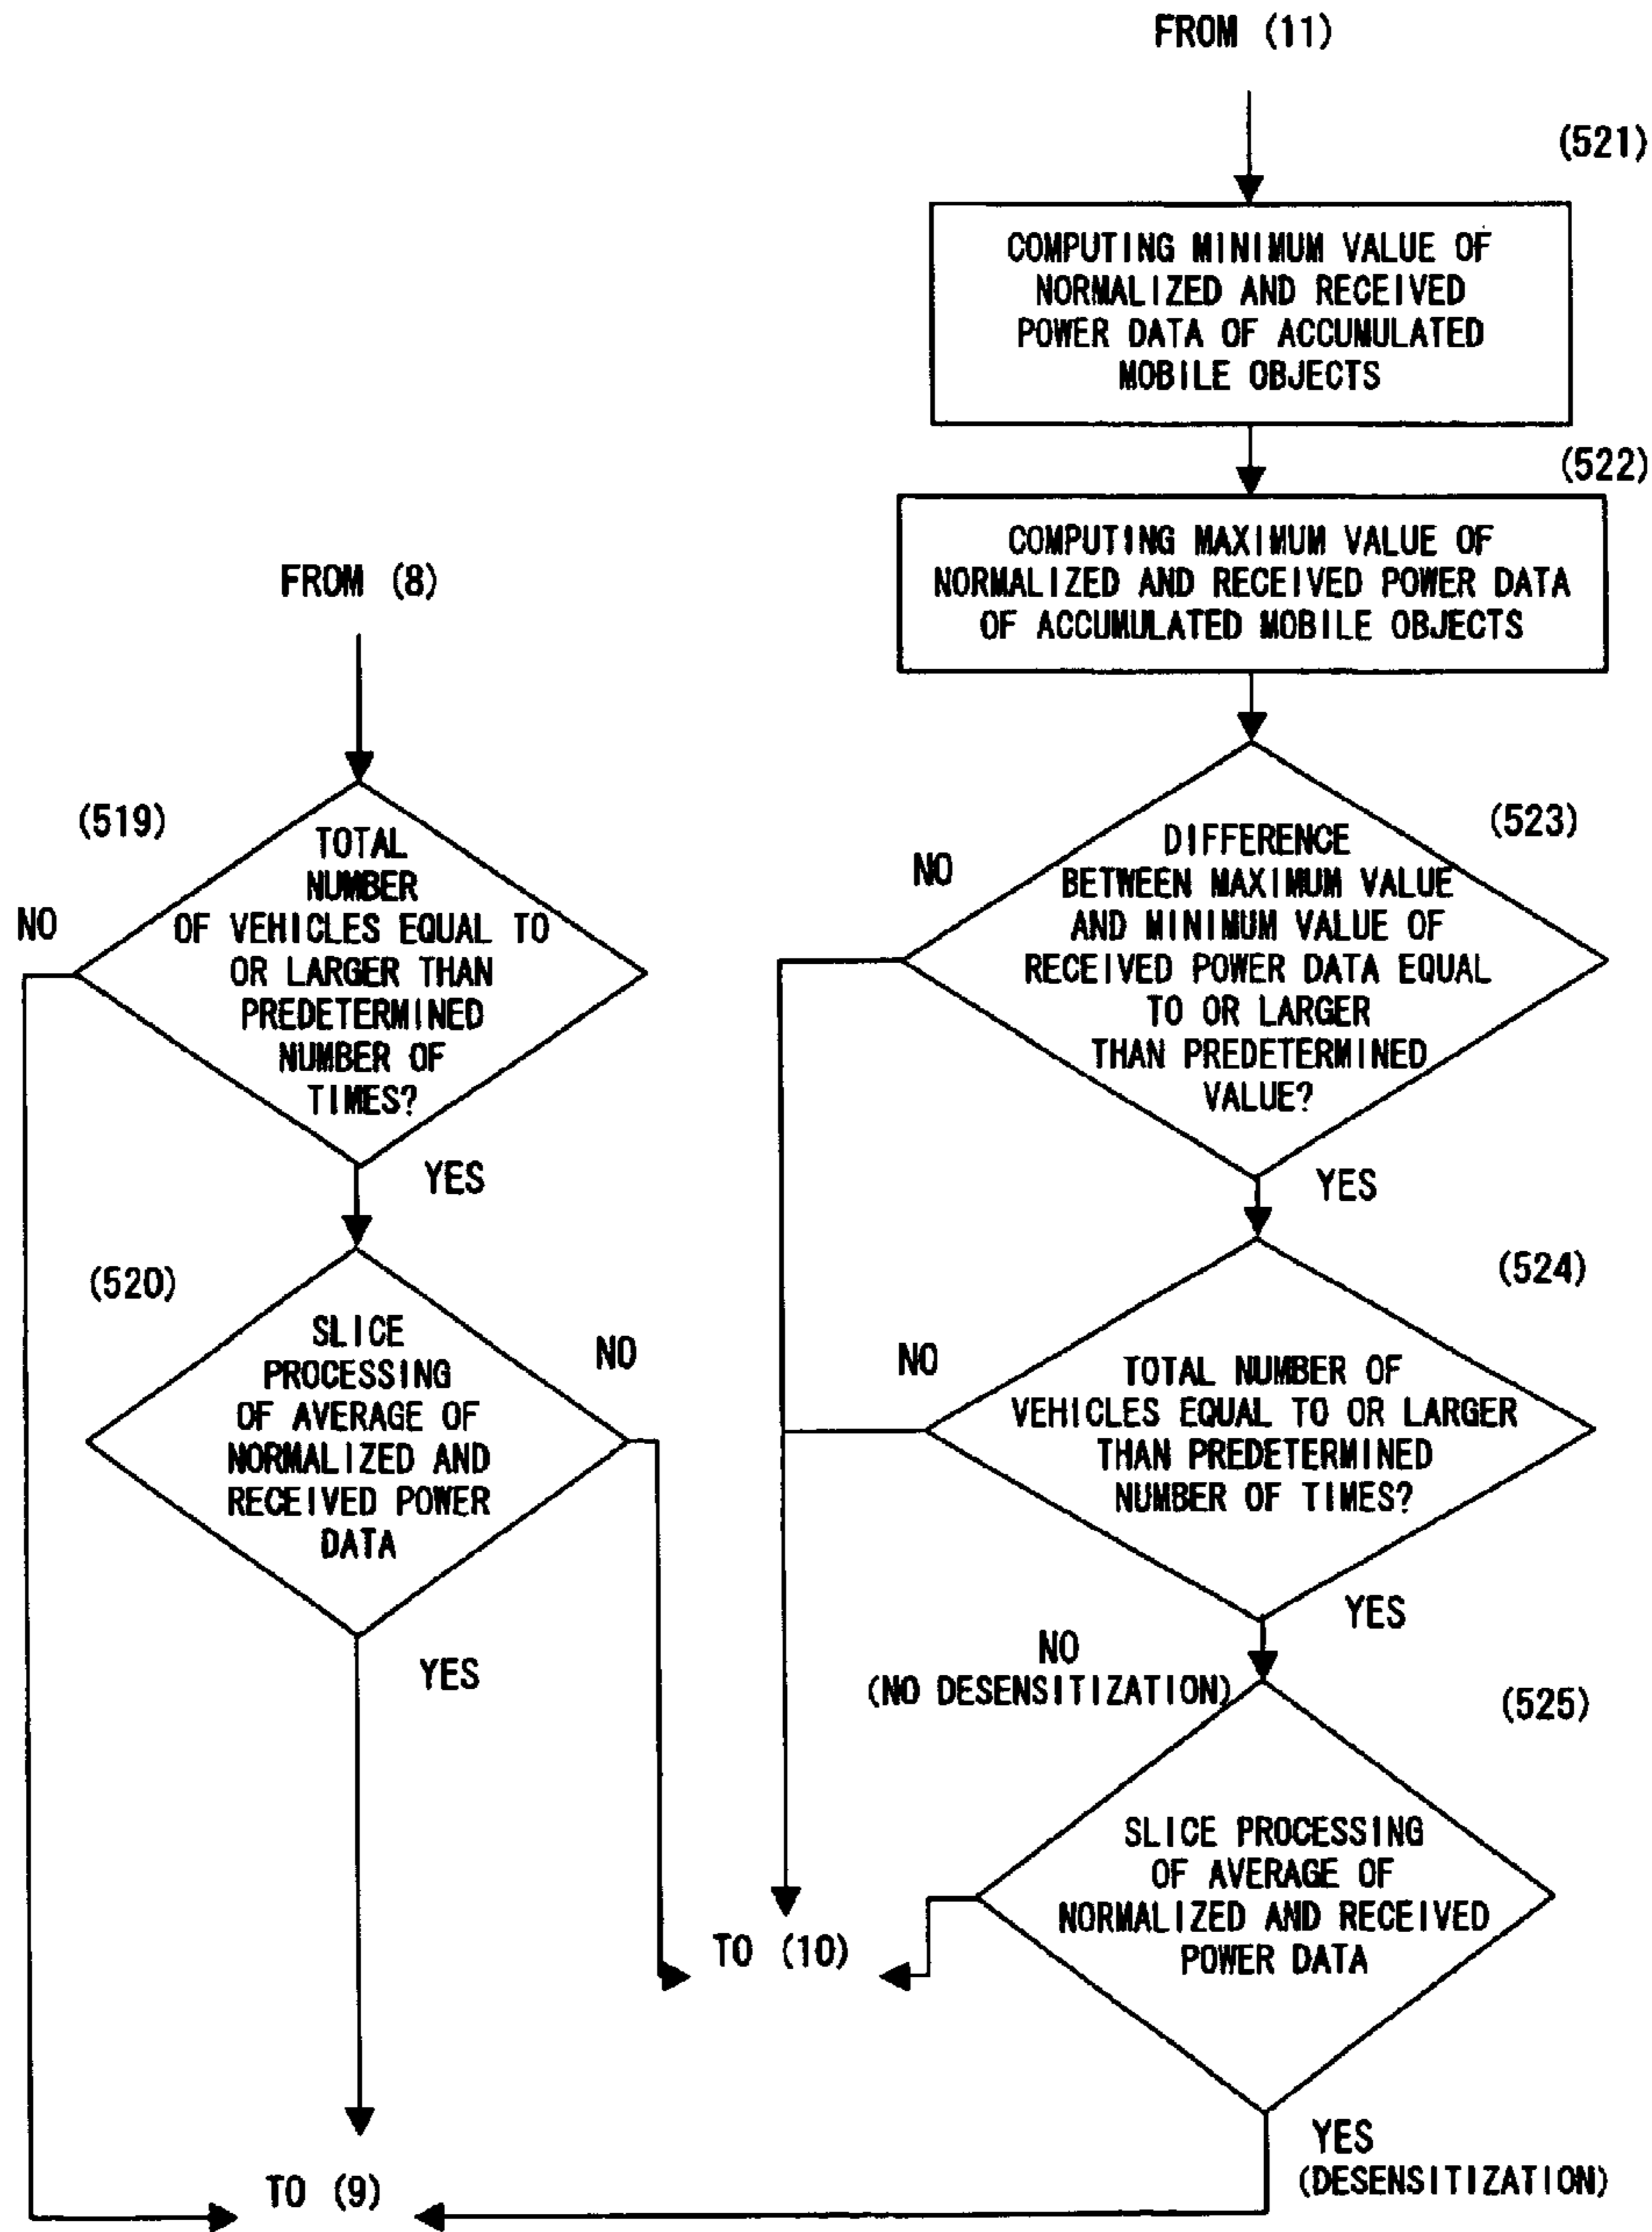 FROM (11)
(521)
COMPUTING MINIMUM VALUE OF
NORMALIZED AND RECEIVED
POWER DATA OF ACCUMULATED
MOBILE OBJECTS
(522)
COMPUTING MAXIMUM VALUE OF
NORMALIZED AND RECEIVED POWER DATA
OF ACCUMULATED MOBILE OBJECTS
FROM (8)
(519)
TOTAL
NUMBER
OF VEHICLES EQUAL TO
OR LARGER THAN
PREDETERMINED
NUMBER OF
TIMES?
NO
YES
(523)
DIFFERENCE
BETWEEN MAXIMUM VALUE
AND MINIMUM VALUE OF
RECEIVED POWER DATA EQUAL
TO OR LARGER
THAN PREDETERMINED
VALUE?
NO
YES
(520)
SLICE
PROCESSING
OF AVERAGE OF
NORMALIZED AND
RECEIVED POWER
DATA
NO
YES
(524)
TOTAL NUMBER OF
VEHICLES EQUAL TO OR LARGER
THAN PREDETERMINED
NUMBER OF TIMES?
NO
YES
NO
(NO DESENSITIZATION)
(525)
SLICE PROCESSING
OF AVERAGE OF
NORMALIZED AND RECEIVED
POWER DATA
TO (10)
YES
(DESENSITIZATION)
TO (9)